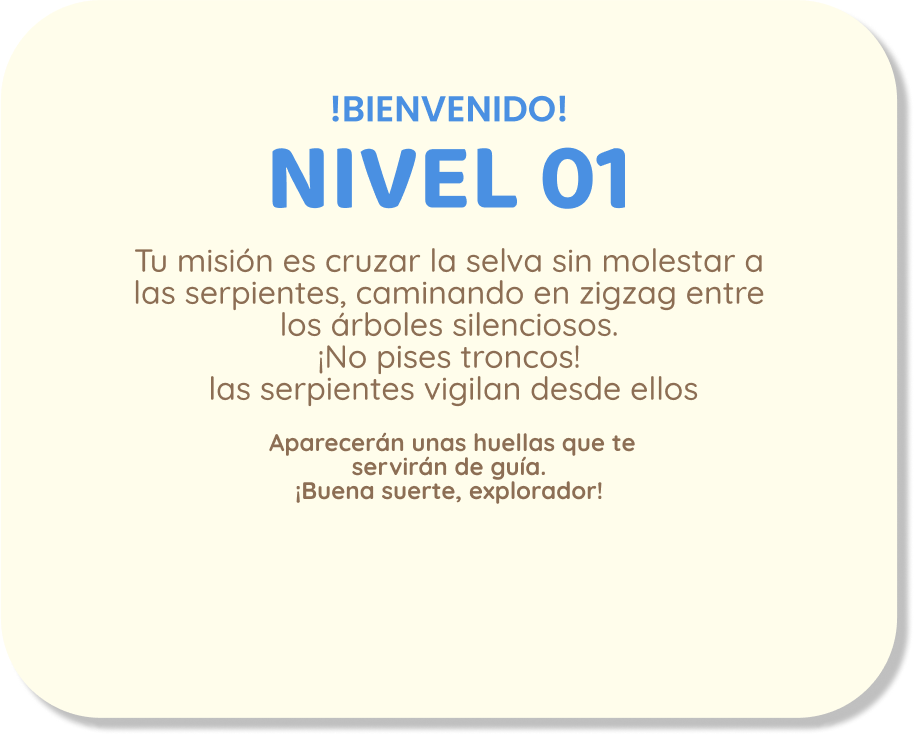 !BIENVENIDO!
NIVEL 01
Tu misión es cruzar la selva sin molestar a
las serpientes, caminando en zigzag entre
los árboles silenciosos.
¡No pises troncos!
las serpientes vigilan desde ellos
Aparecerán unas huellas que te
servirán de guía.
¡Buena suerte, explorador!